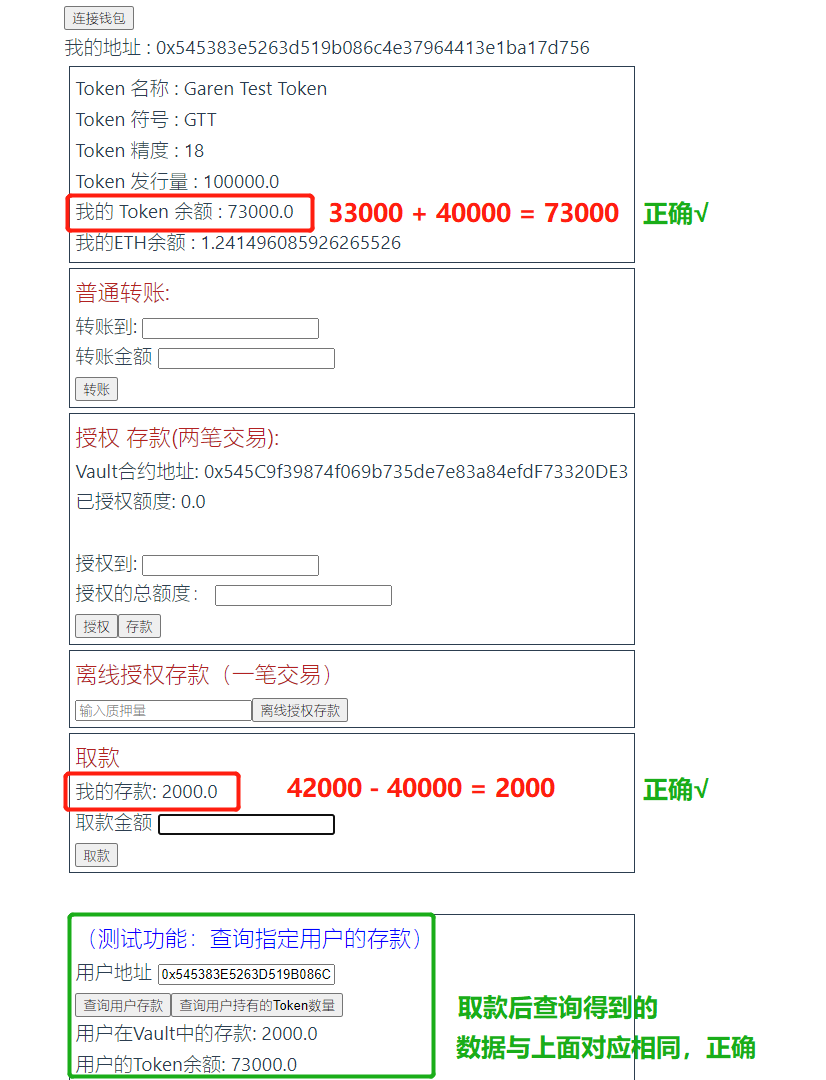 连接钱包
我的地址 : 0x545383e5263d519b086c4e37964413e1ba17d756
Token 名称 : Garen Test Token
Token 符号 : GTT
Token 精度 : 18
Token 发行量 : 100000.0
我的 Token 余额 : 73000.0 33000 + 40000 = 73000 正确√
我的ETH余额 : 1.241496085926265526
普通转账:
转账到:
转账金额
转账
授权 存款(两笔交易):
Vault合约地址: 0x545C9f39874f069b735de7e83a84efdF73320DE3
已授权额度: 0.0
授权到:
授权的总额度：
授权 存款
离线授权存款（一笔交易）
输入质押量 离线授权存款
取款
我的存款: 2000.0 42000 - 40000 = 2000 正确√
取款金额
取款
（测试功能：查询指定用户的存款）
用户地址 0x545383E5263D519B086C
查询用户存款 查询用户持有的Token数量
用户在Vault中的存款: 2000.0
用户的Token余额: 73000.0
取款后查询得到的
数据与上面对应相同，正确